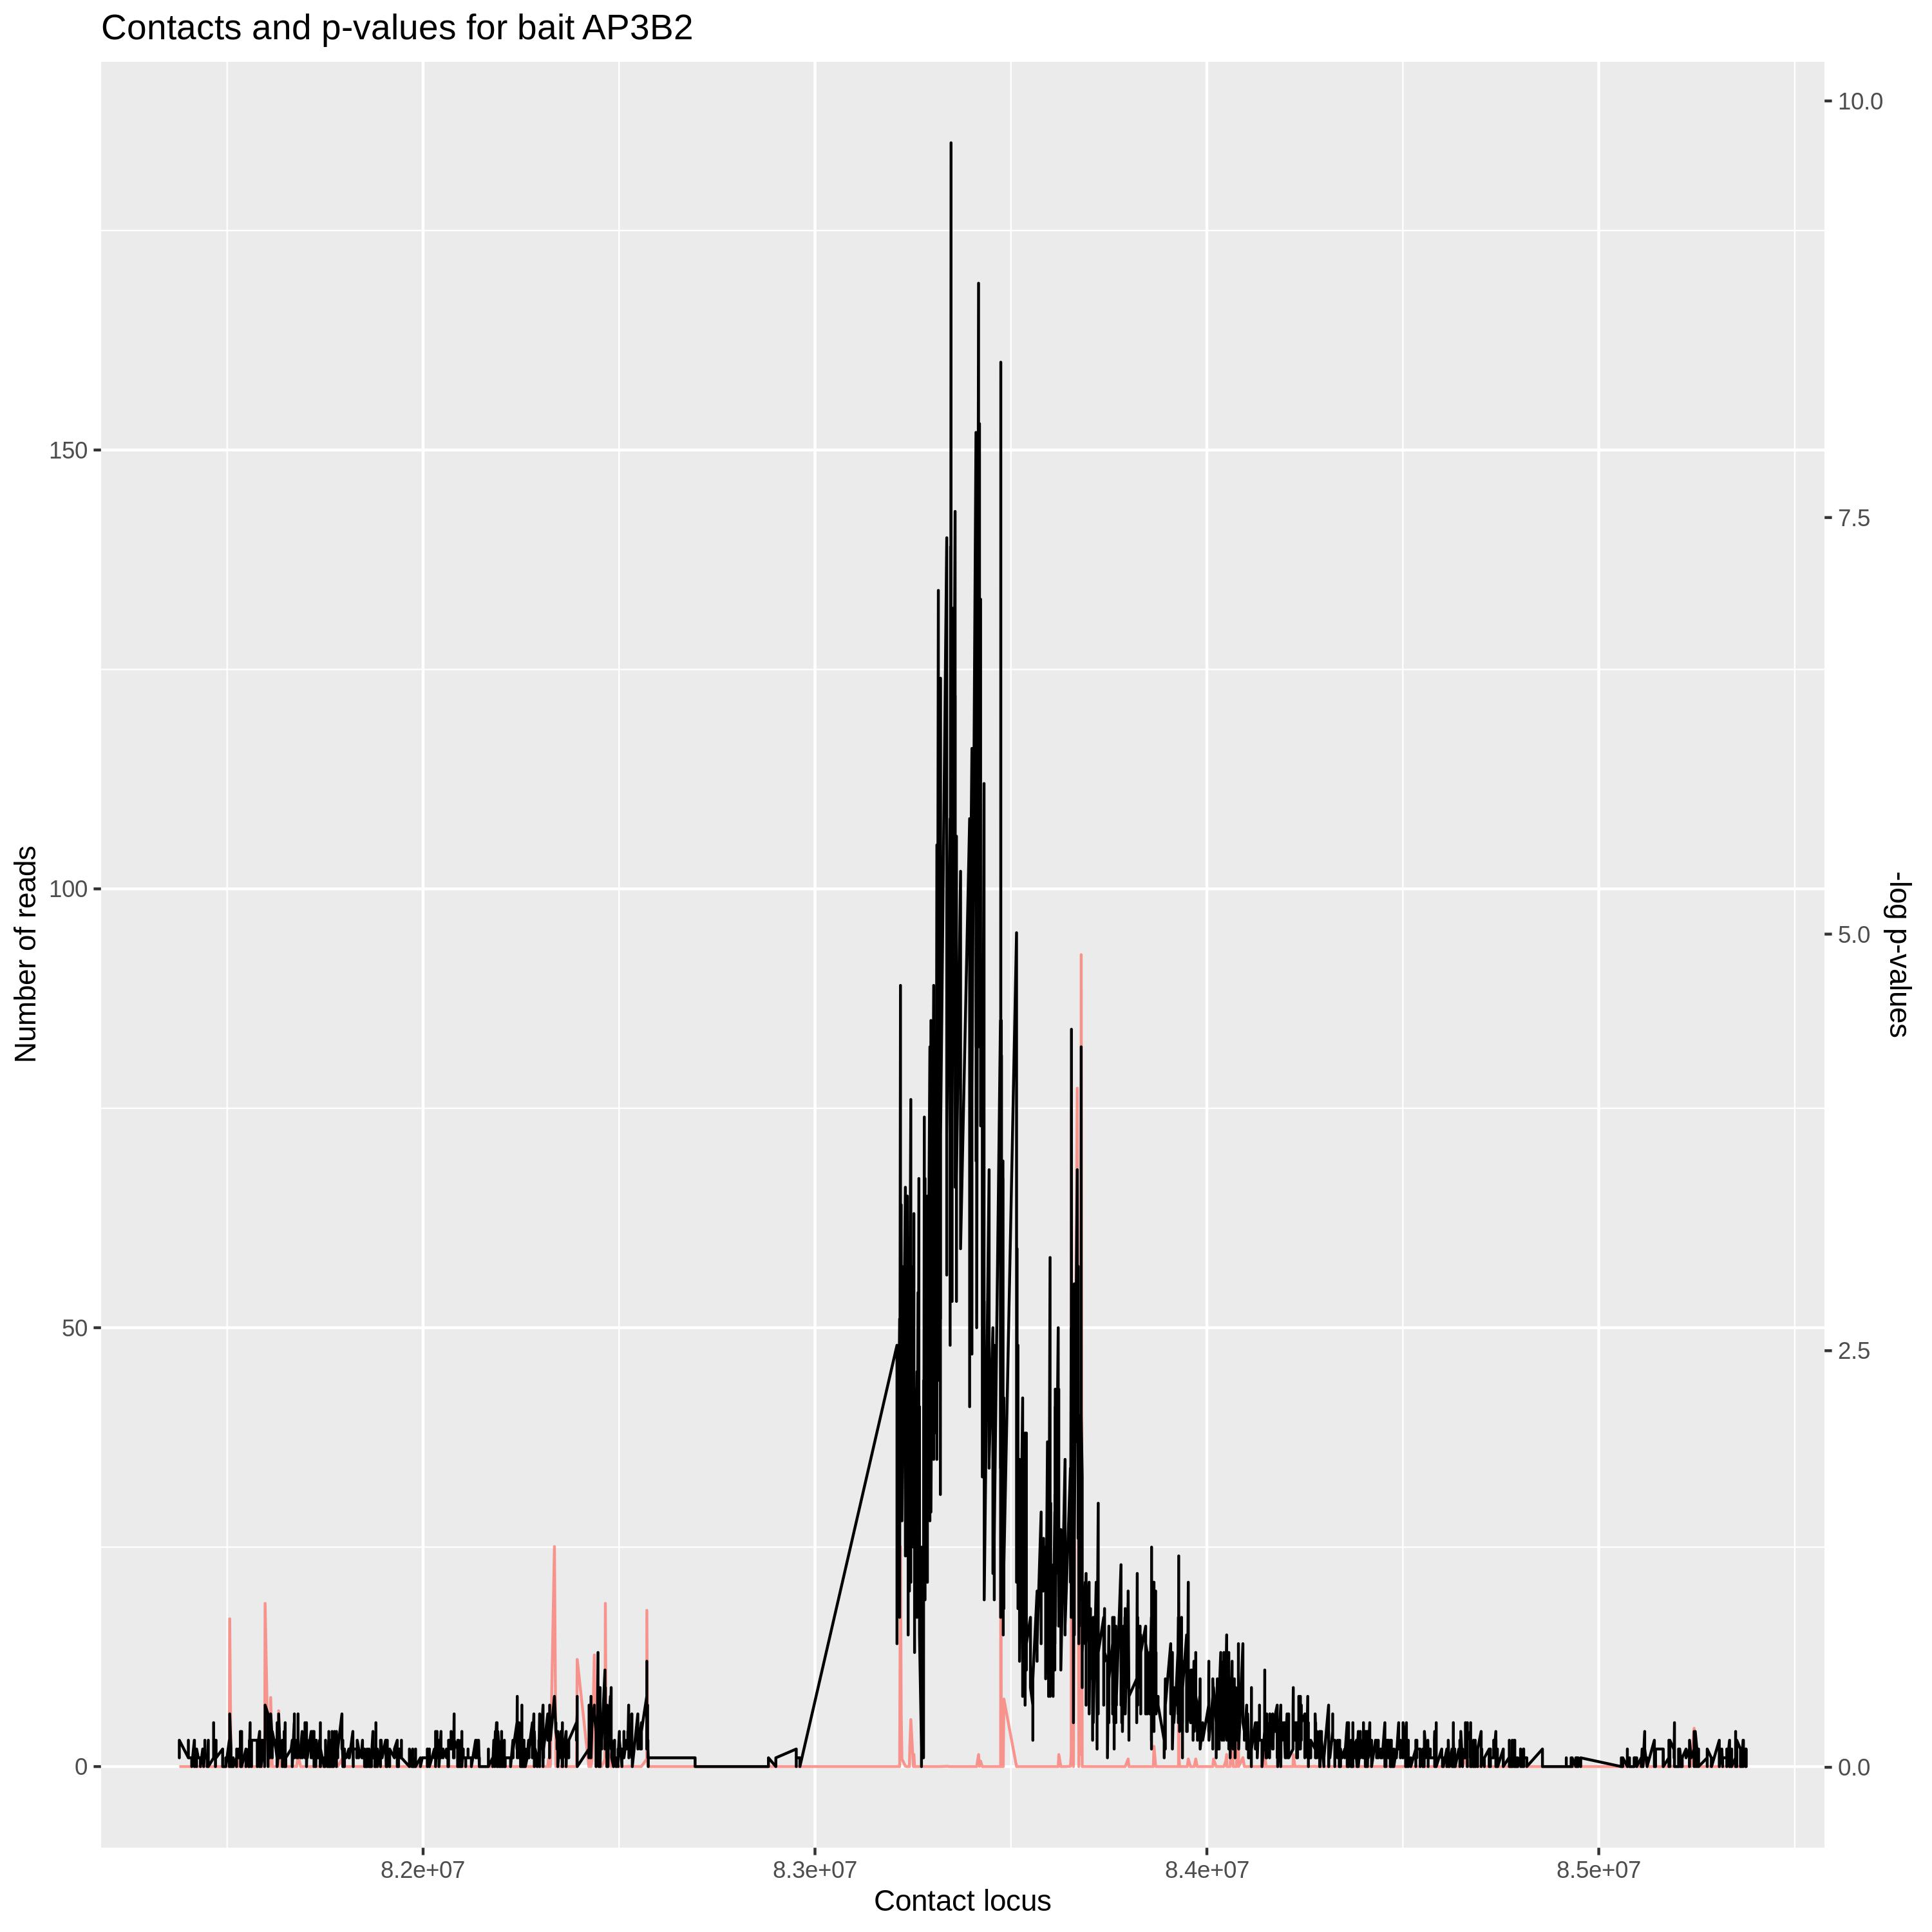 Contacts and p-values for bait AP3B2
10.0
7.5
5.0
2.5
0.0
-log p-values
150
100
50
0
Number of reads
8.2e+07 8.3e+07 8.4e+07 8.5e+07
Contact locus